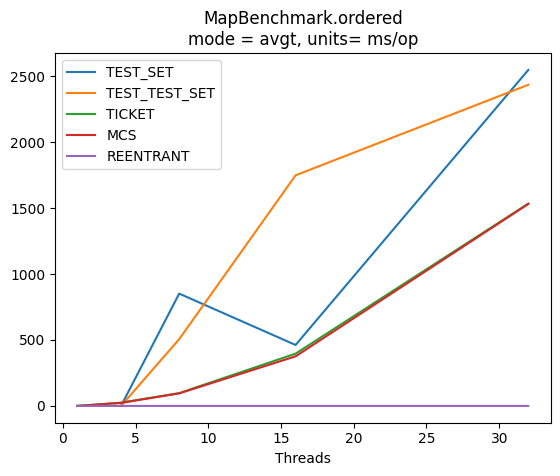 MapBenchmark.ordered
mode = avgt, units= ms/op
TEST_SET
TEST_TEST_SET
TICKET
MCS
REENTRANT
2500
2000
1500
1000
500
0
0 5 10 15 20 25 30
Threads